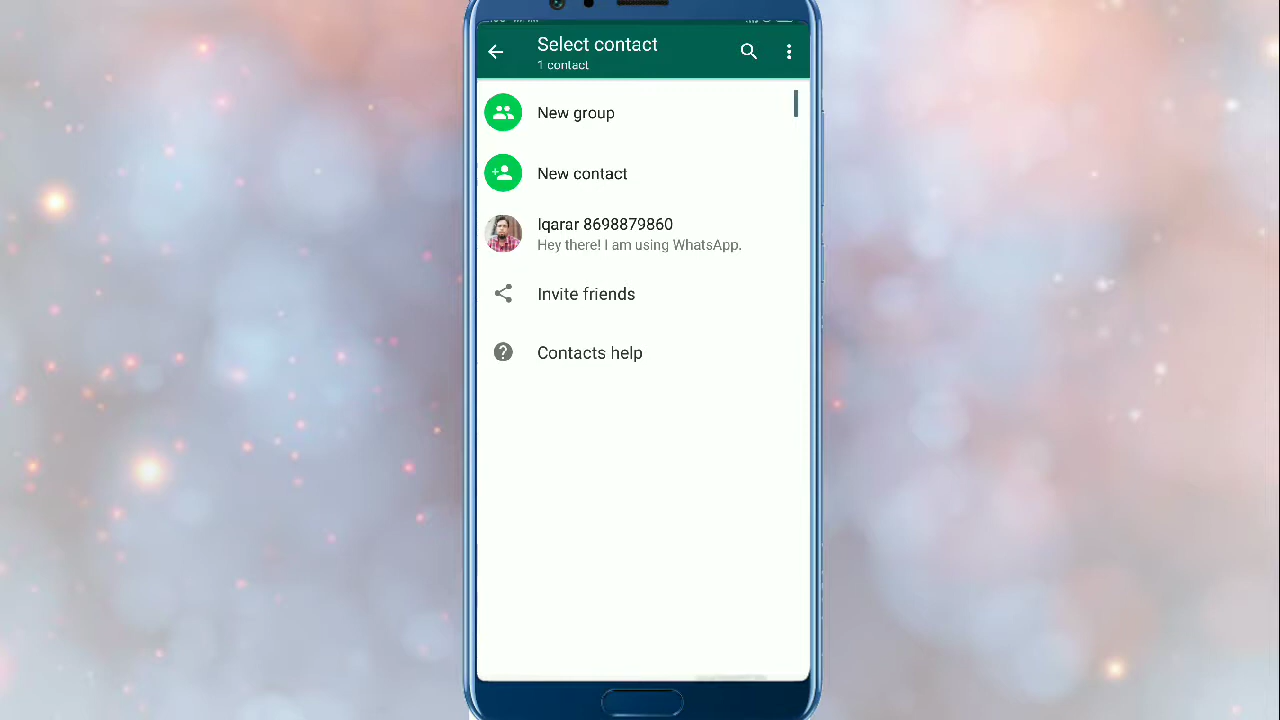 Select contact
1 contact
New group
New contact
Iqarar 8698879860
Hey there! I am using WhatsApp.
Invite friends
Contacts help